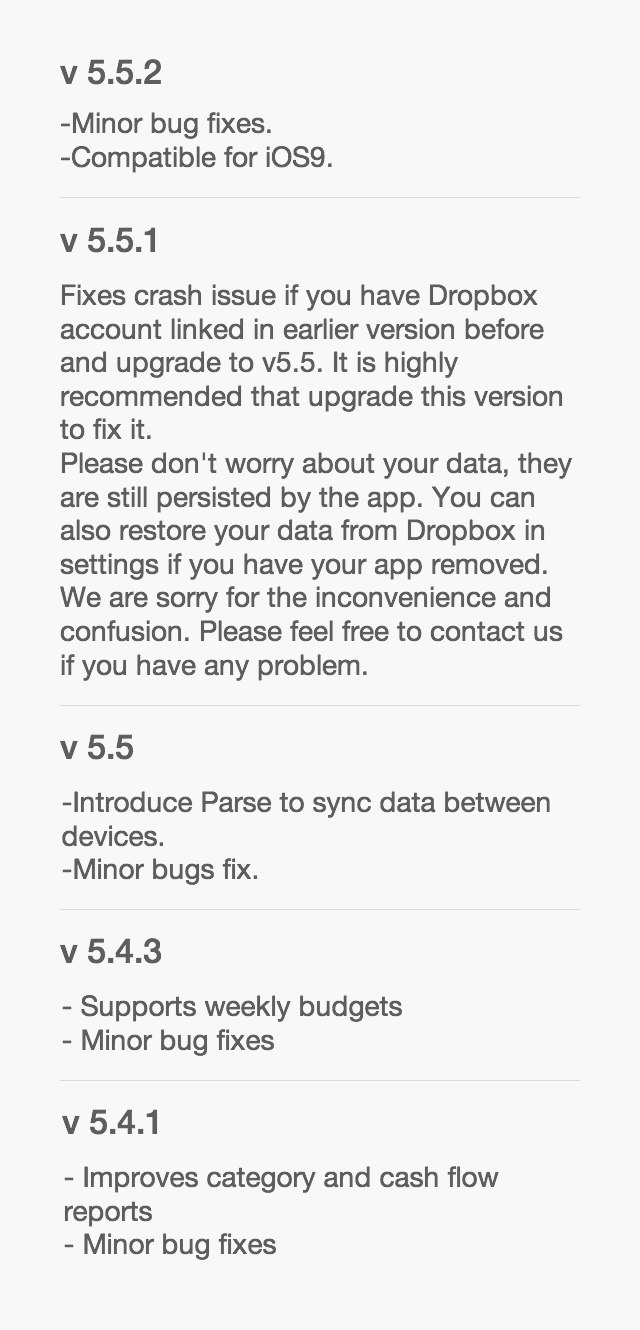 v 5.5.2
-Minor bug fixes.
-Compatible for iOS9.
v 5.5.1
Fixes crash issue if you have Dropbox
account linked in earlier version before
and upgrade to v5.5. It is highly
recommended that upgrade this version
to fix it.
Please don't worry about your data, they
are still persisted by the app. You can
also restore your data from Dropbox in
settings if you have your app removed.
We are sorry for the inconvenience and
confusion. Please feel free to contact us
if you have any problem.
v 5.5
-Introduce Parse to sync data between
devices.
-Minor bugs fix.
v 5.4.3
- Supports weekly budgets
- Minor bug fixes
v 5.4.1
- Improves category and cash flow
reports
- Minor bug fixes